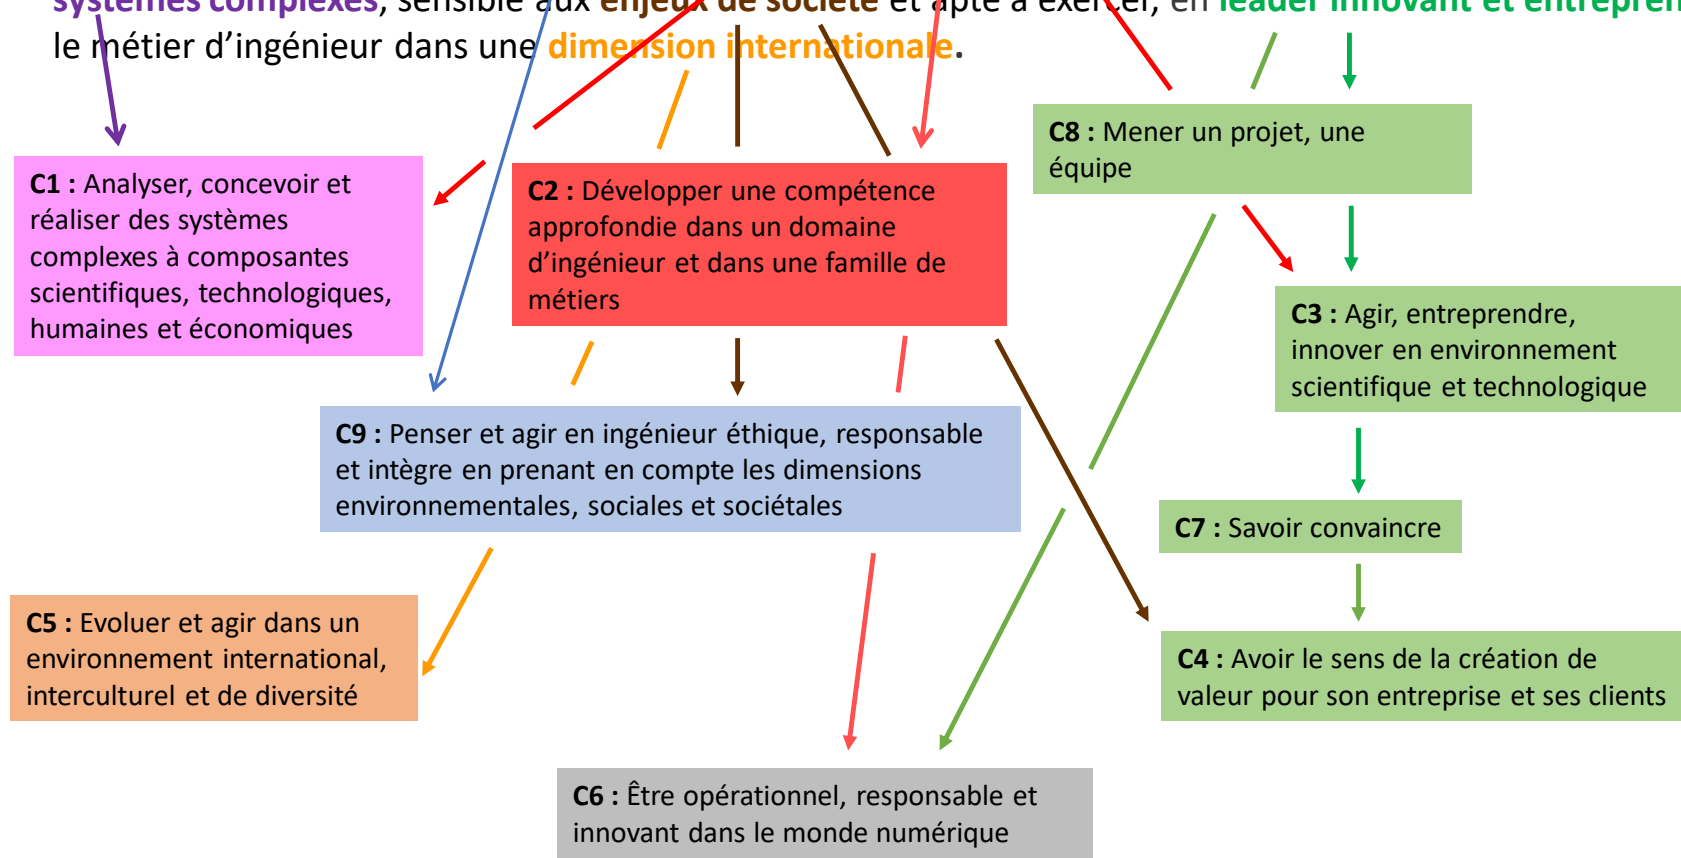 systèmes complexes, sensible aux enjeux de société et apte à exercer, en leader innovant et entrepren
le métier d'ingénieur dans une dimension internationale.
C8 : Mener un projet, une
équipe
C1 : Analyser, concevoir et
réaliser des systèmes
complexes à composantes
scientifiques, technologiques,
humaines et économiques
C2 : Développer une compétence
approfondie dans un domaine
d'ingénieur et dans une famille de
métiers
C3 : Agir, entreprendre,
innover en environnement
scientifique et technologique
C9 : Penser et agir en ingénieur éthique, responsable
et intègre en prenant en compte les dimensions
environnementales, sociales et sociétales
C7 : Savoir convaincre
C5 : Evoluer et agir dans un
environnement international,
interculturel et de diversité
C4 : Avoir le sens de la création de
valeur pour son entreprise et ses clients
C6 : Être opérationnel, responsable et
innovant dans le monde numérique